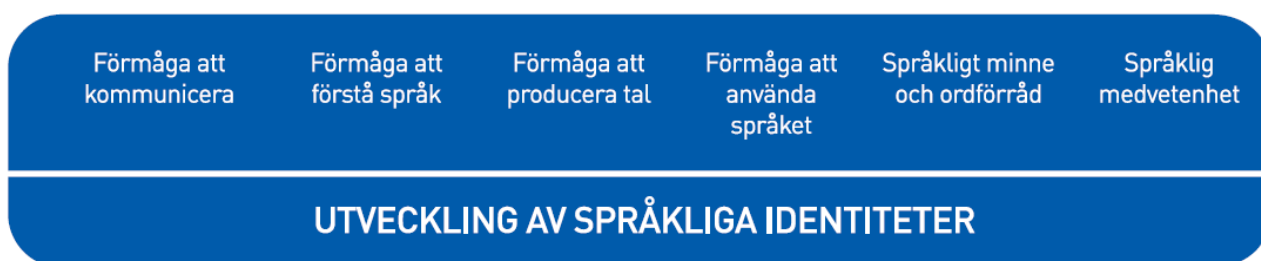 Förmåga att
kommunicera
Förmåga att
förstå språk
Förmåga att
producera tal
Förmåga att
använda
språket
Språkligt minne
och ordförråd
Språklig
medvetenhet
UTVECKLING AV SPRÅKLIGA IDENTITETER